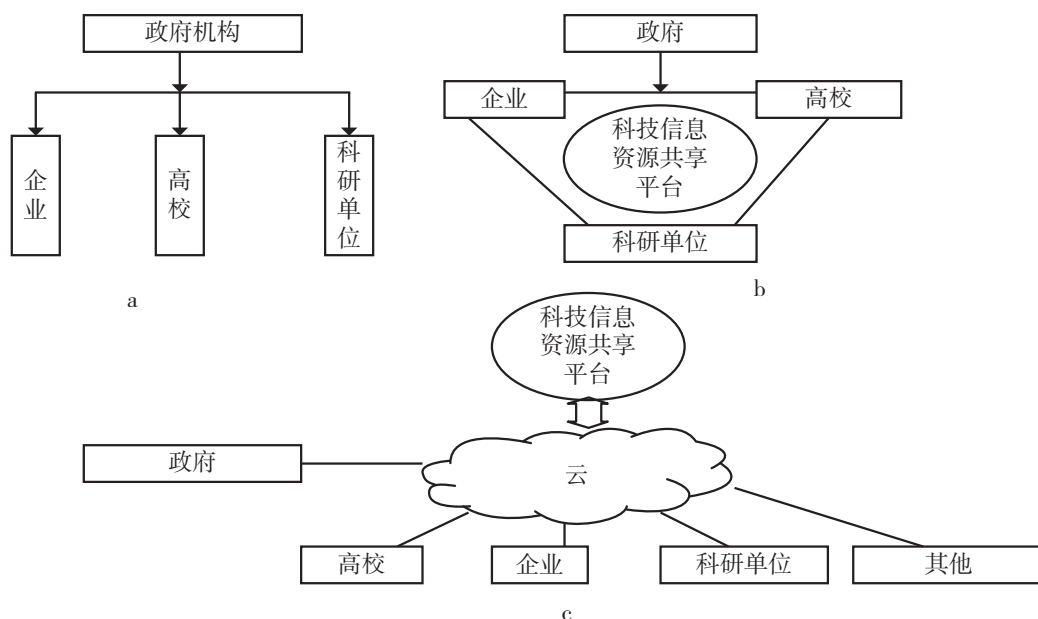 政府机构
企业
高校
科研单位
a
政府
企业
高校
科技信息
资源共享
平台
科研单位
b
科技信息
资源共享
平台
政府
云
高校
企业
科研单位
其他
c